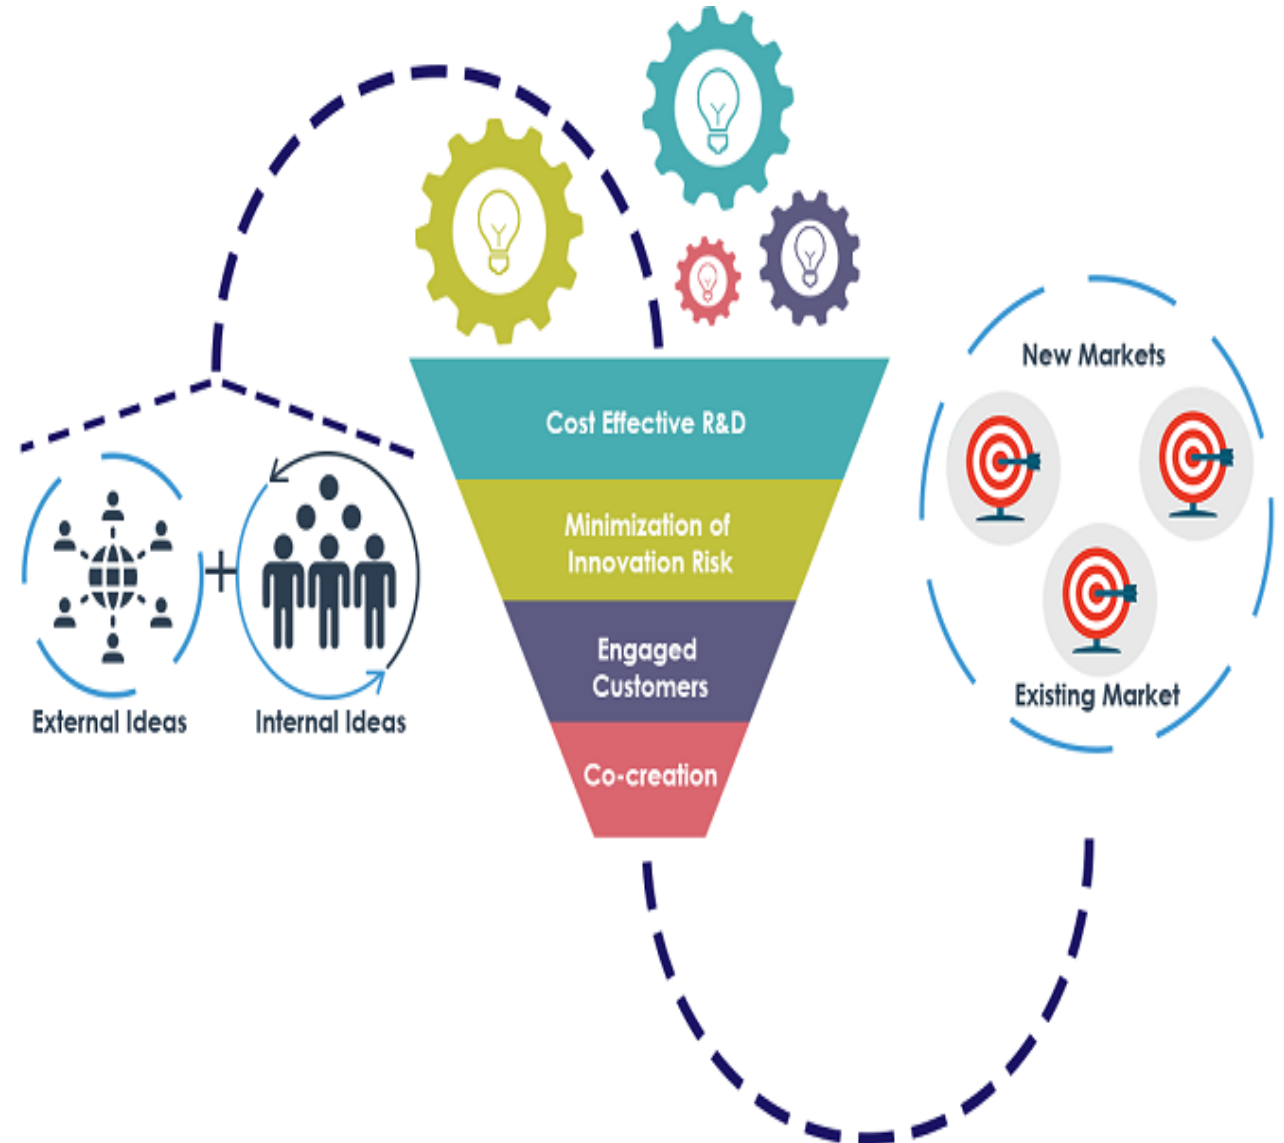 New Markets
Cost Effective R&D
Minimization of
Innovation Risk
Engaged
Customers
Existing Market
External Ideas
Internal Ideas
Co-creation